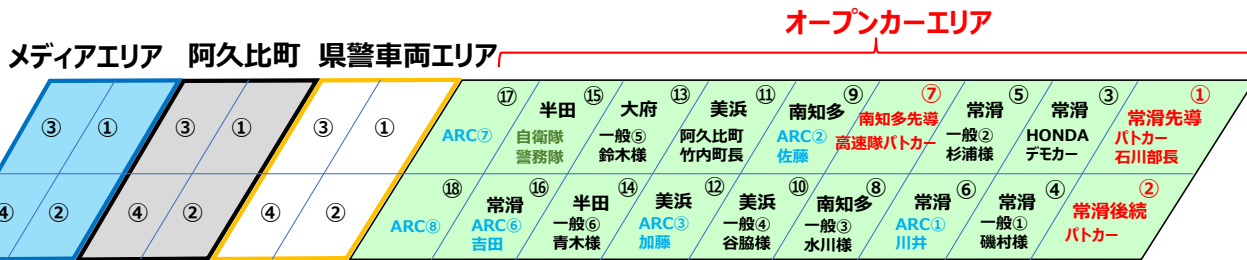 オープンカーエリア
メディアエリア 阿久比町 県警車両エリア
③ ① ③ ① ③ ①
④ ② ④ ② ④ ②
⑰
ARC⑦
半田 ⑮
自衛隊
警務隊
大府 ⑬
一般⑤
鈴木様
美浜 ⑪
阿久比町
竹内町長
南知多 ⑨
ARC②
佐藤
⑦
南知多先導
高速隊パトカー
常滑 ⑤
一般②
杉浦様
常滑 ③
HONDA
デモカー
①
常滑先導
パトカー
石川部長
⑱
ARC⑧
常滑 ⑯
ARC⑥
吉田
半田 ⑭
一般⑥
青木様
美浜 ⑫
ARC③
加藤
美浜 ⑩
一般④
谷脇様
南知多 ⑧
一般③
水川様
常滑 ⑥
ARC①
川井
常滑 ④
一般①
磯村様
②
常滑後続
パトカー